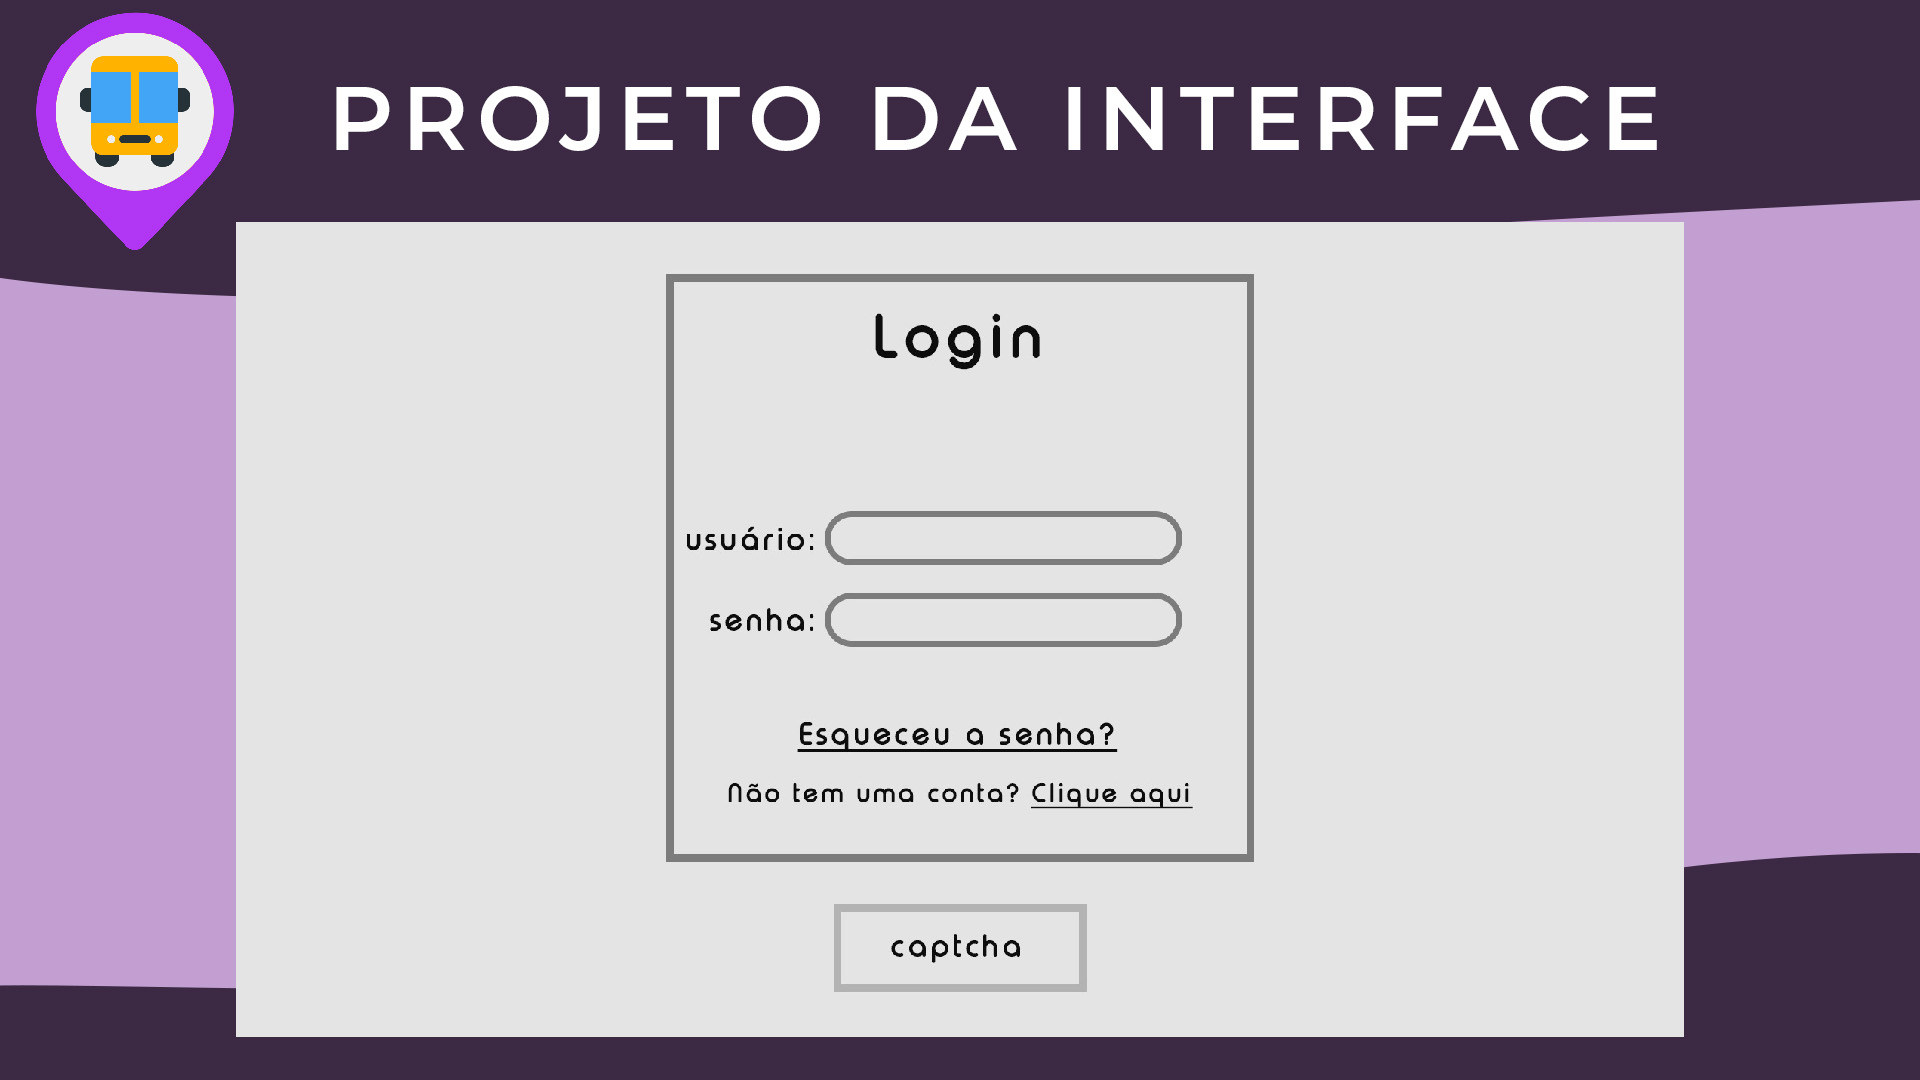 PROJETO DA INTERFACE
Login
usuário:
senha:
Esqueceu a senha?
Não tem uma conta? Clique aqui
captcha